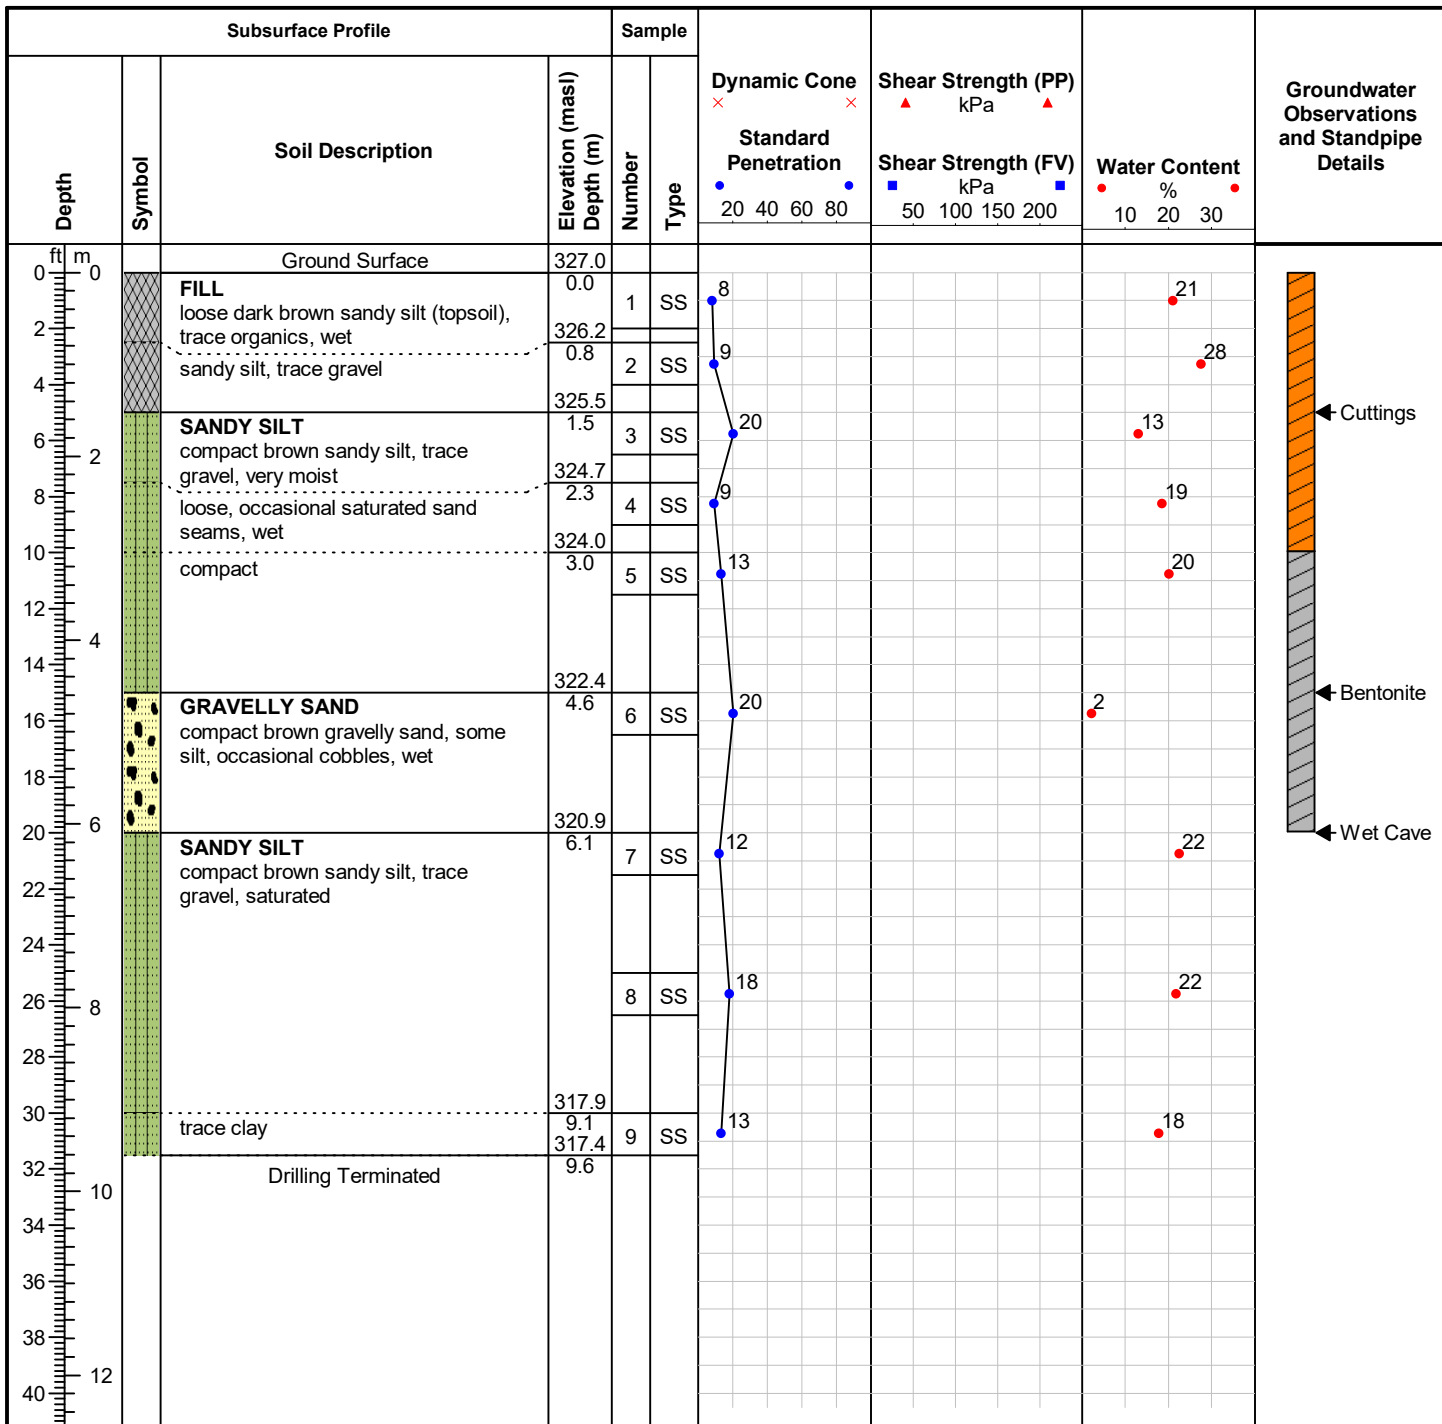 Subsurface Profile
Sample
Depth
Symbol
Soil Description
Elevation (masl)
Depth (m)
Number
Type
Dynamic Cone
Standard
Penetration
20 40 60 80
Shear Strength (PP)
kPa
Shear Strength (FV)
kPa
50 100 150 200
Water Content
%
10 20 30
Groundwater
Observations
and Standpipe
Details
ft m
Ground Surface 327.0
0 0
FILL 0.0
loose dark brown sandy silt (topsoil),
trace organics, wet 326.2
1 SS 8 21
2
0.8
sandy silt, trace gravel
2 SS 9 28
4
325.5
Cuttings
SANDY SILT 1.5
compact brown sandy silt, trace
gravel, very moist 324.7
3 SS 20 13
6
2
8
2.3
loose, occasional saturated sand
seams, wet
4 SS 9 19
324.0
10
3.0
compact
5 SS 13 20
12
4
14
322.4
Bentonite
GRAVELLY SAND 4.6
compact brown gravelly sand, some
silt, occasional cobbles, wet
6 SS 20 2
16
18
320.9
6
20
Wet Cave
SANDY SILT 6.1
compact brown sandy silt, trace
gravel, saturated
7 SS 12 22
22
24
8 SS 18 22
26
8
28
317.9
30
9.1
trace clay
317.4
9 SS 13 18
32
9.6
Drilling Terminated
10
34
36
38
12
40